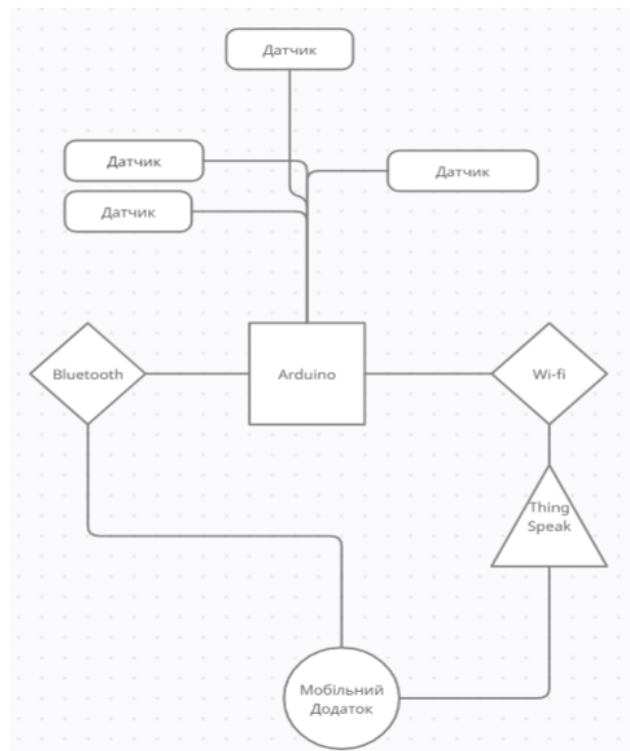 Датчик
Датчик
Датчик
Датчик
Bluetooth
Arduino
Wi-fi
Thing
Speak
Мобільний
Додаток